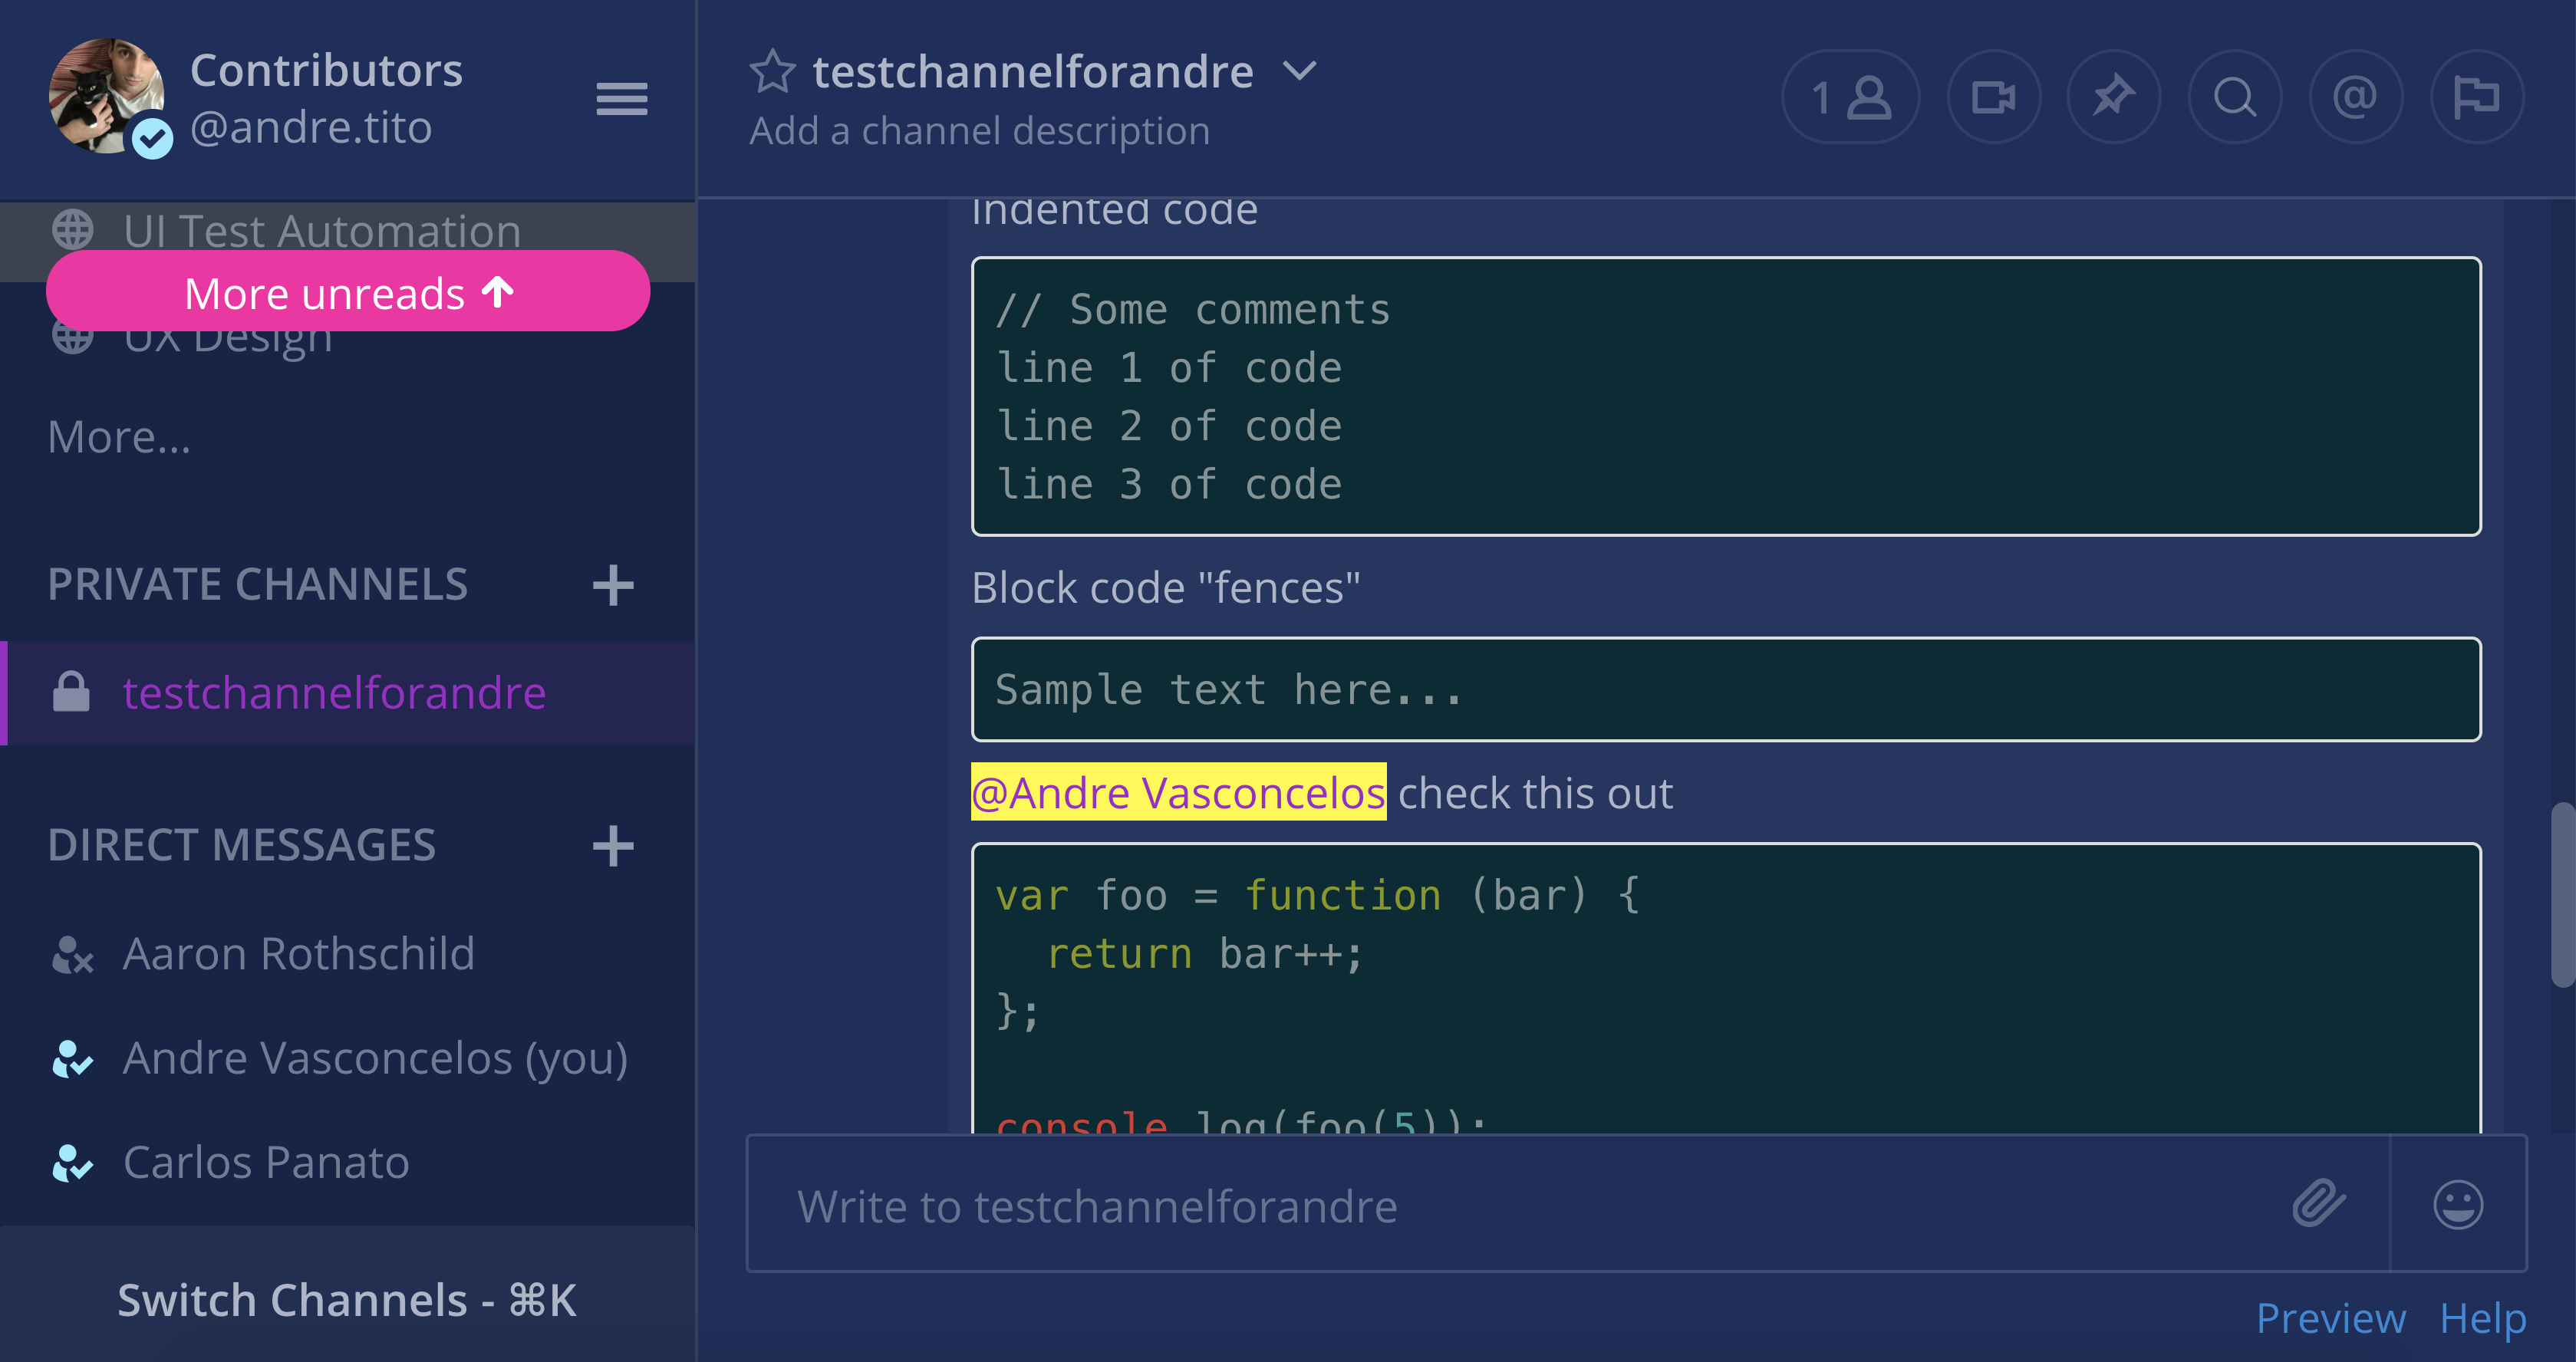 Contributors
@andre.tito
UI Test Automation
More unreads ↑
UX Design
More...
PRIVATE CHANNELS +
testchannelforandre
DIRECT MESSAGES +
Aaron Rothschild
Andre Vasconcelos (you)
Carlos Panato
Switch Channels - ⌘K
testchannelforandre
Add a channel description
1
@
Indented code
// Some comments
line 1 of code
line 2 of code
line 3 of code
Block code "fences"
Sample text here...
@Andre Vasconcelos check this out
var foo = function (bar) {
  return bar++;
};
console.log(foo(5));
Write to testchannelforandre
Preview Help